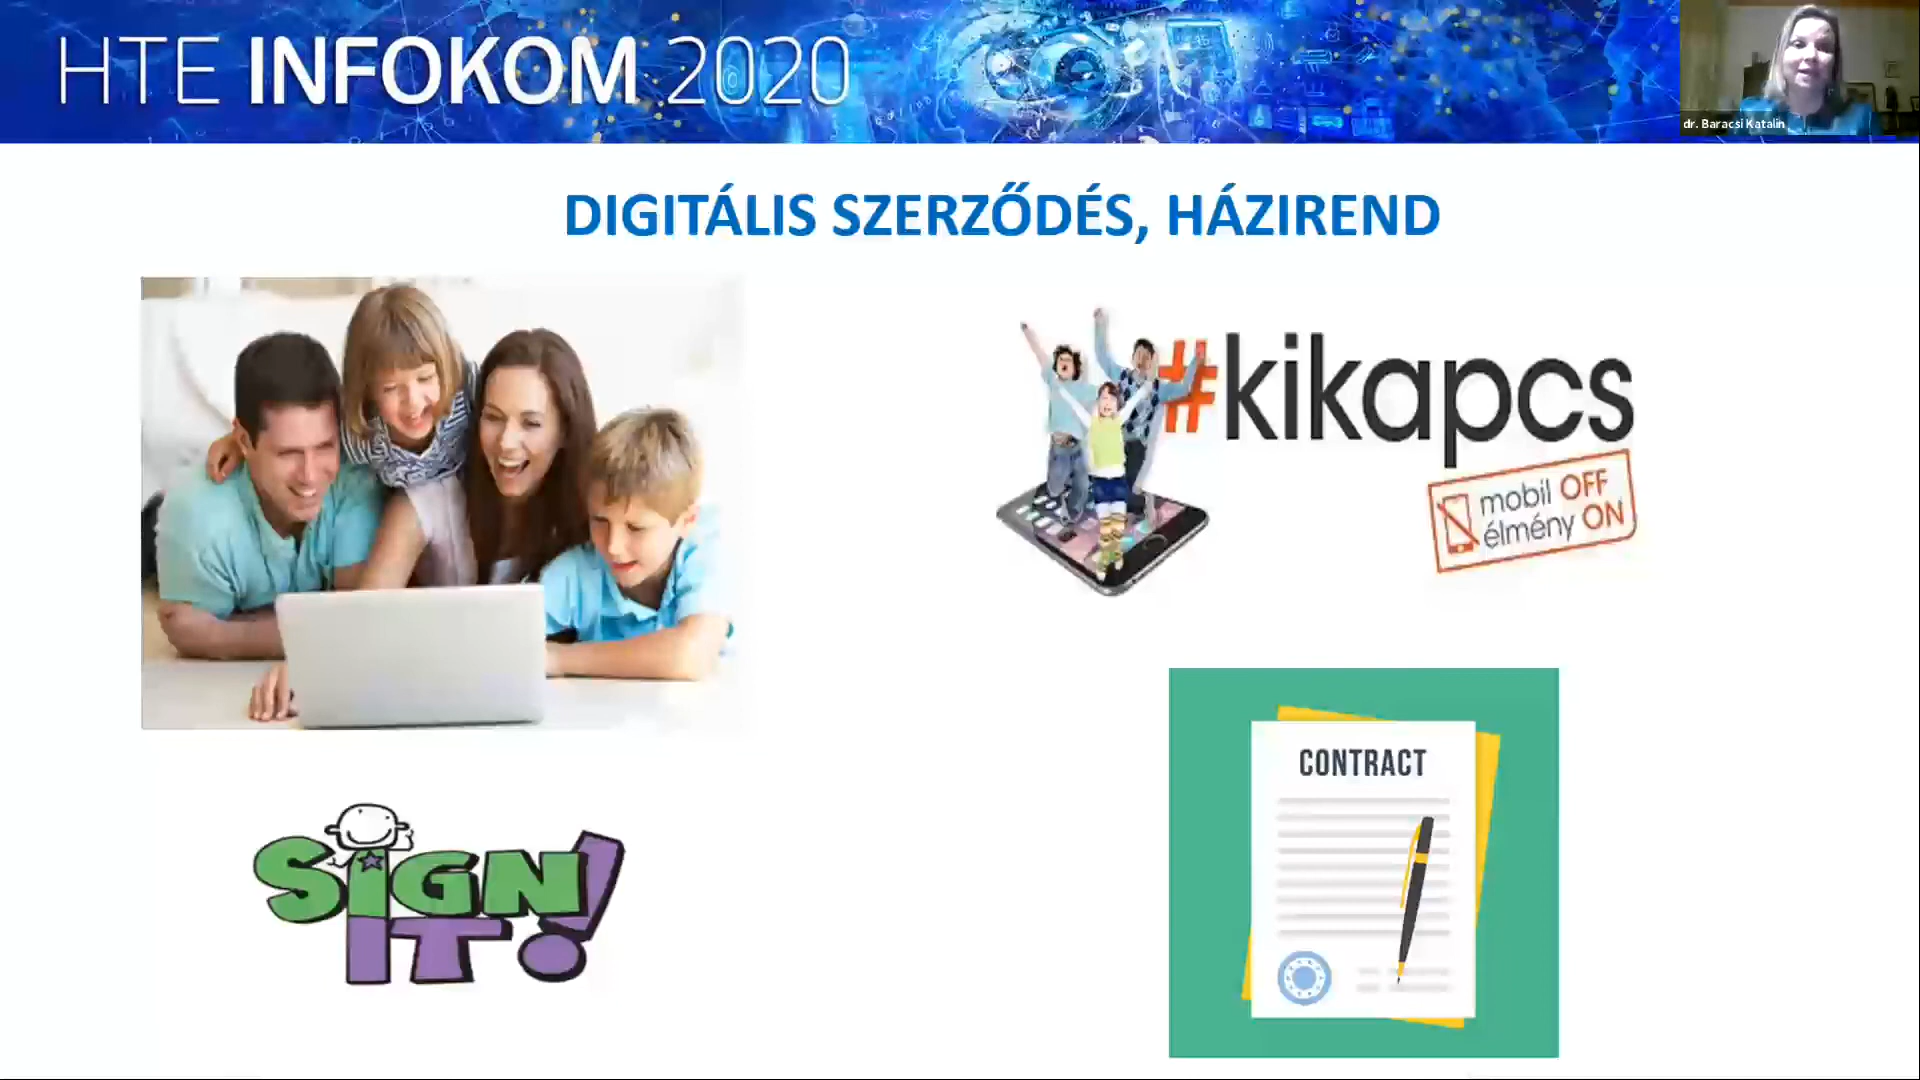 HTE INFOKOM 2020
dr. Baracsi Katalin
DIGITÁLIS SZERZŐDÉS, HÁZIREND
#kikapcs
mobil OFF
élmény ON
CONTRACT
SIGN
IT!